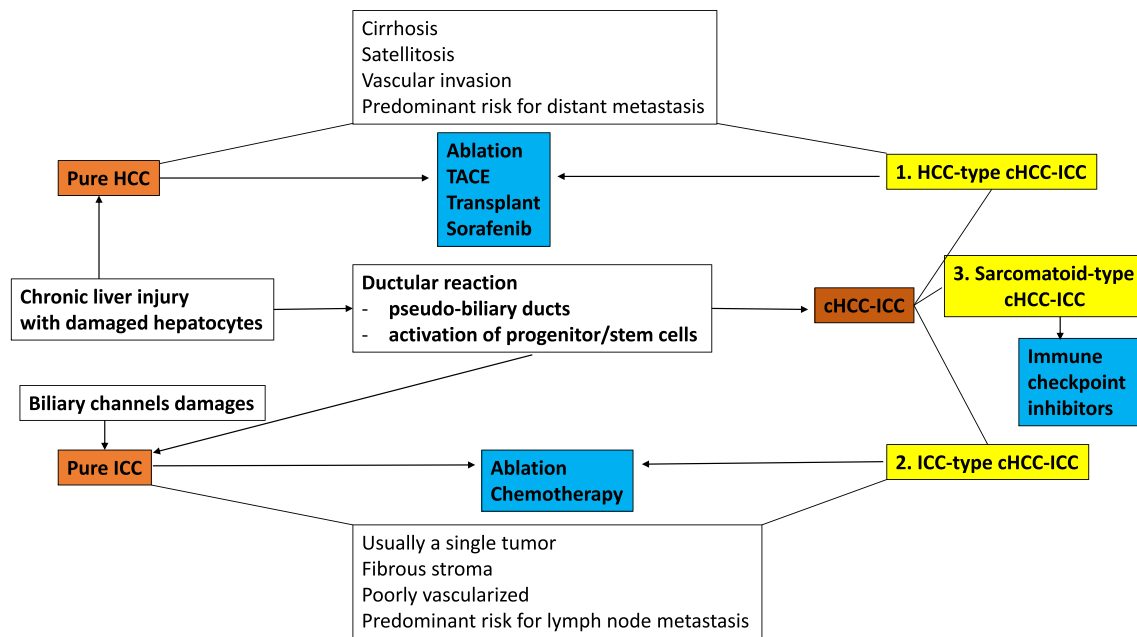 Cirrhosis
Satellitosis
Vascular invasion
Predominant risk for distant metastasis
Pure HCC
Ablation
TACE
Transplant
Sorafenib
1. HCC-type cHCC-ICC
Chronic liver injury
with damaged hepatocytes
Ductular reaction
- pseudo-biliary ducts
- activation of progenitor/stem cells
cHCC-ICC
3. Sarcomatoid-type
cHCC-ICC
Immune
checkpoint
inhibitors
Biliary channels damages
Pure ICC
Ablation
Chemotherapy
2. ICC-type cHCC-ICC
Usually a single tumor
Fibrous stroma
Poorly vascularized
Predominant risk for lymph node metastasis